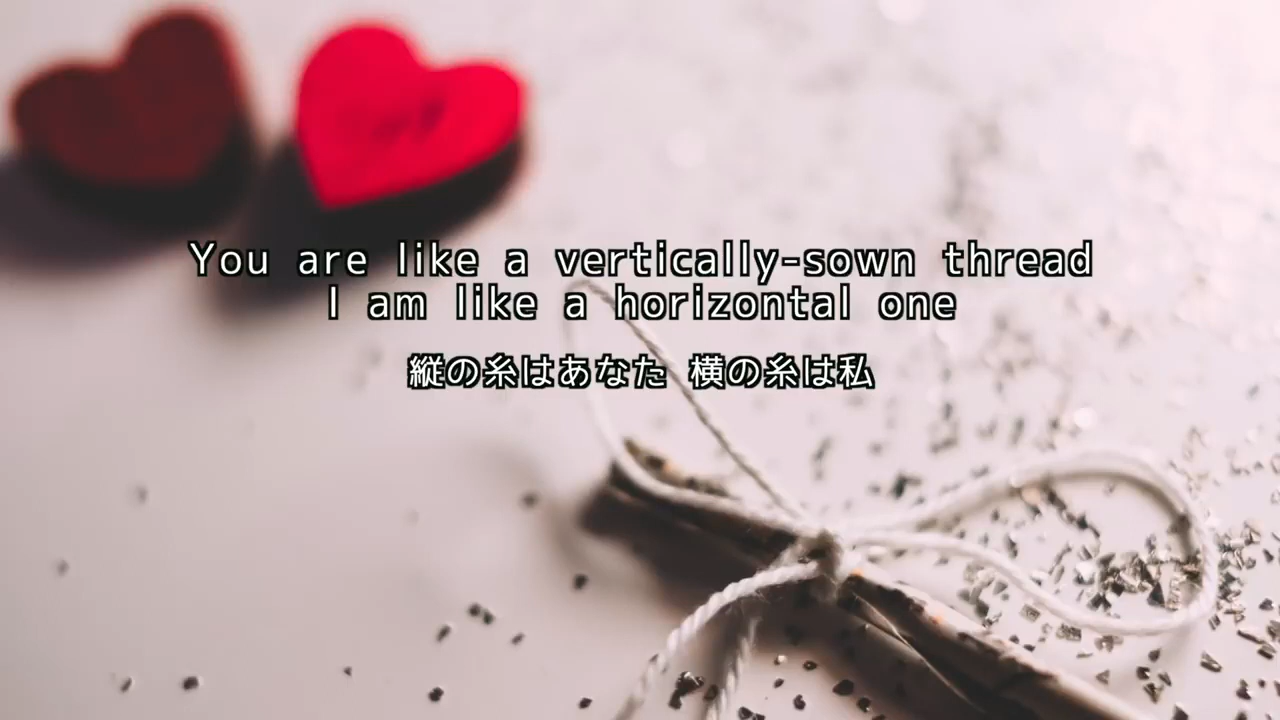 You are like a vertically-sown thread
I am like a horizontal one
縦の糸はあなた 横の糸は私